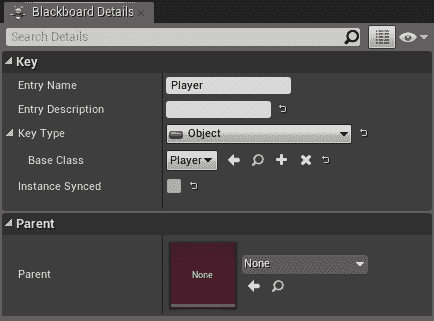 Blackboard Details
Search Details
Key
Entry Name Player
Entry Description
Key Type Object
Base Class Player
Instance Synced
Parent
Parent None None